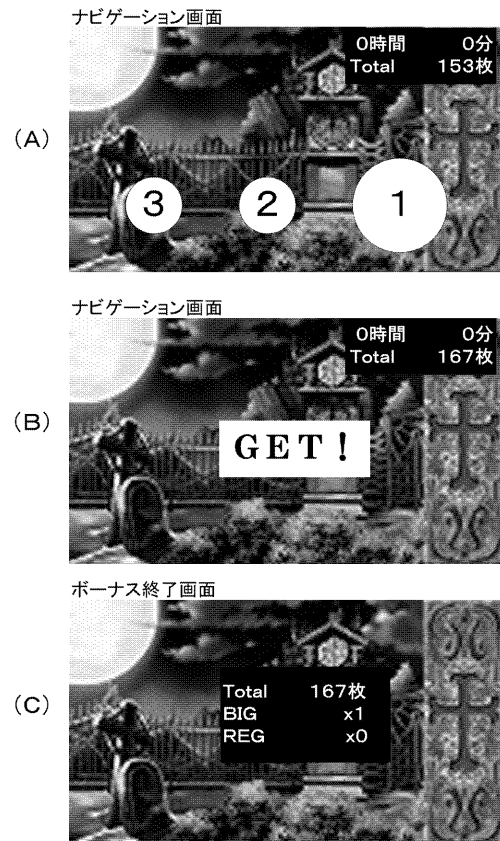 ナビゲーション画面
(A)
0時間 0分
Total 153枚
3 2 1
ナビゲーション画面
(B)
0時間 0分
Total 167枚
GET!
ボーナス終了画面
(C)
Total 167枚
BIG x1
REG x0